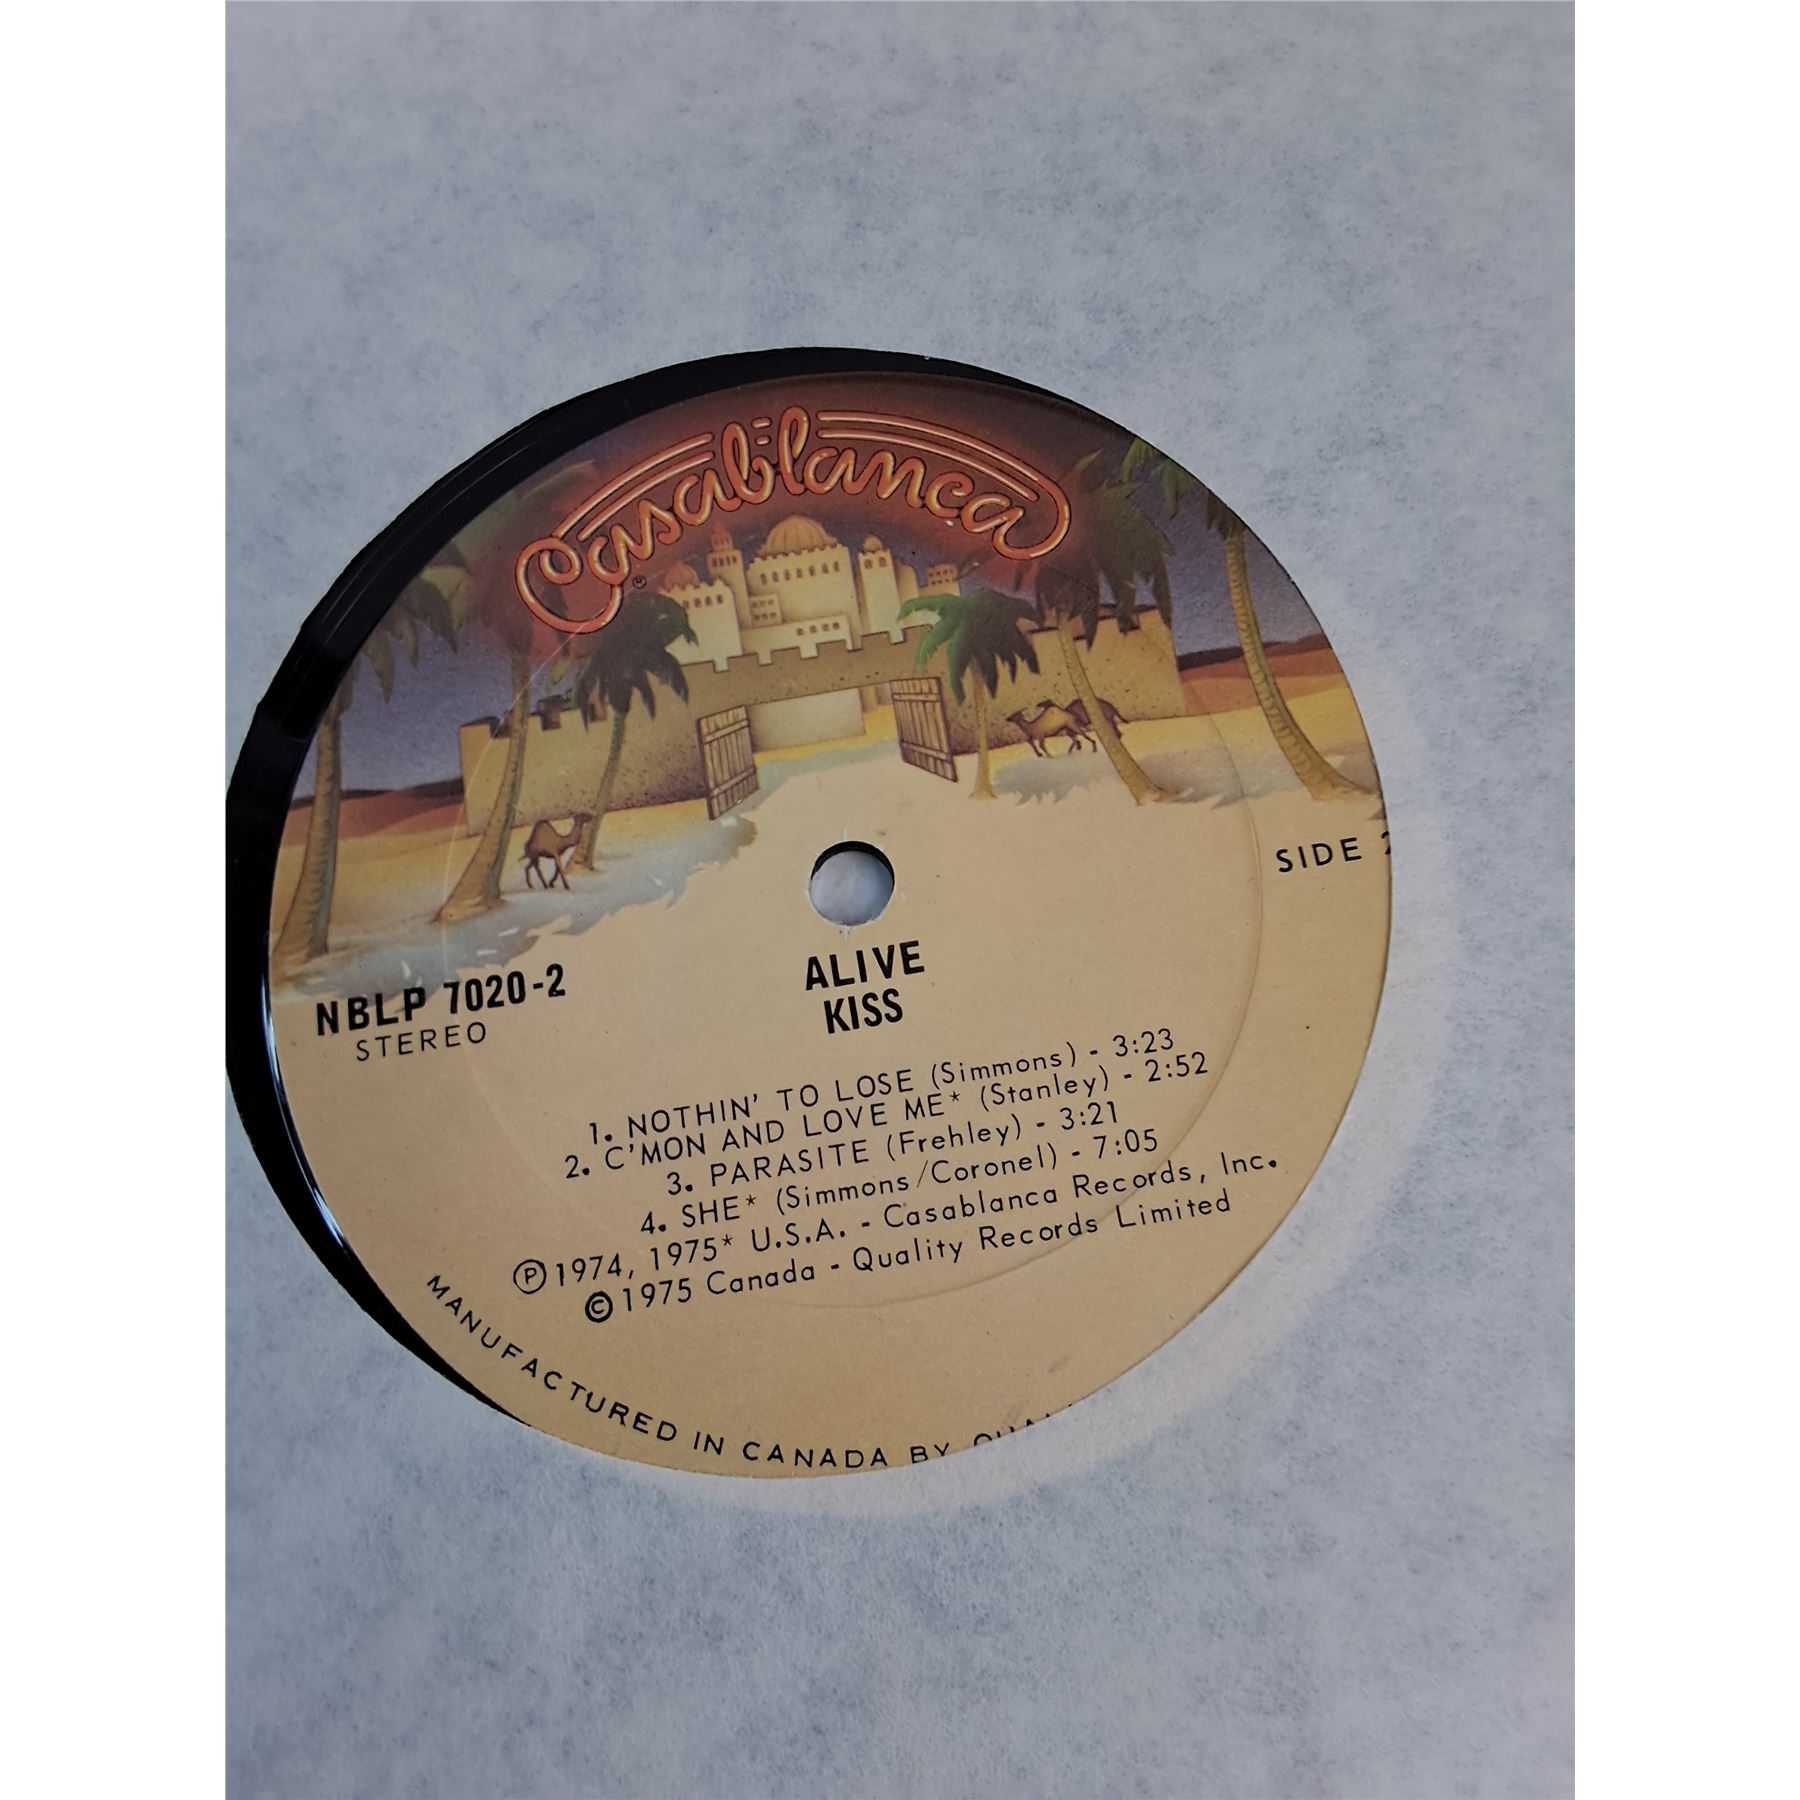 Casablanca
®
SIDE
NBLP 7020-2
STEREO
ALIVE
KISS
1. NOTHIN' TO LOSE (Simmons) - 3:23
2. C'MON AND LOVE ME* (Stanley) - 2:52
3. PARASITE (Frehley) - 3:21
4. SHE* (Simmons/Coronel) - 7:05
Ⓟ1974, 1975* U.S.A. - Casablanca Records, Inc.
©1975 Canada - Quality Records Limited
MANUFACTURED IN CANADA BY